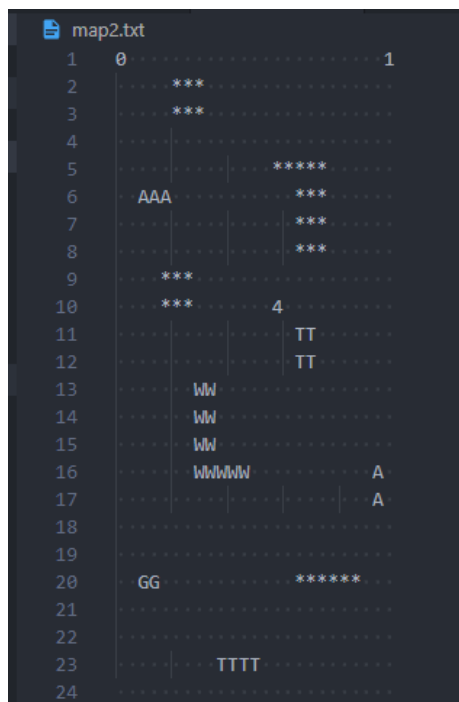 map2.txt
1 0                       1
2      ***
3      ***
4
5               *****
6   AAA           ***
7                 ***
8                 ***
9     ***
10     ***       4
11                 TT
12                 TT
13        WW
14        WW
15        WW
16        WWWWW           A
17                        A
18
19
20   GG            ******
21
22
23          TTTT
24